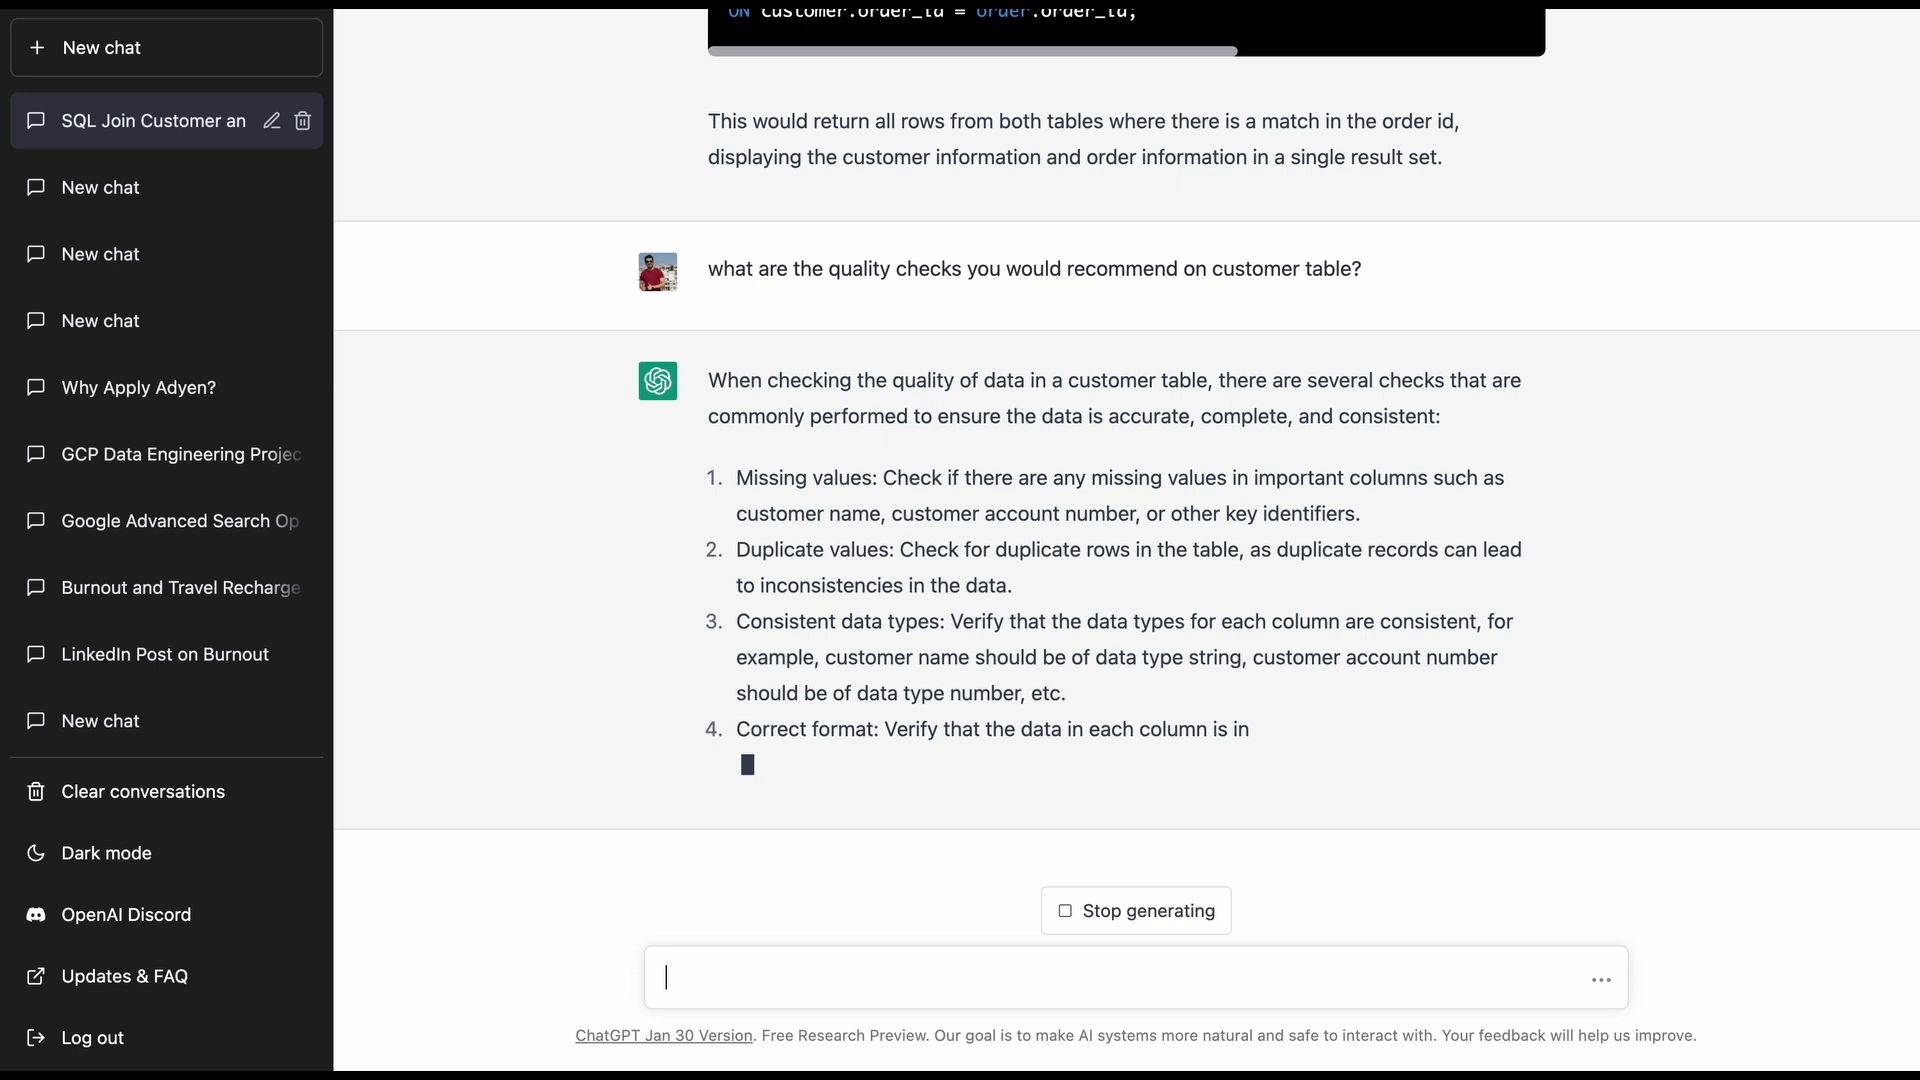 New chat
SQL Join Customer an
New chat
New chat
New chat
Why Apply Adyen?
GCP Data Engineering Projec
Google Advanced Search Op
Burnout and Travel Recharge
LinkedIn Post on Burnout
New chat
Clear conversations
Dark mode
OpenAI Discord
Updates & FAQ
Log out
ON customer.order_id = order.order_id;
This would return all rows from both tables where there is a match in the order id,
displaying the customer information and order information in a single result set.
what are the quality checks you would recommend on customer table?
When checking the quality of data in a customer table, there are several checks that are
commonly performed to ensure the data is accurate, complete, and consistent:
1. Missing values: Check if there are any missing values in important columns such as
customer name, customer account number, or other key identifiers.
2. Duplicate values: Check for duplicate rows in the table, as duplicate records can lead
to inconsistencies in the data.
3. Consistent data types: Verify that the data types for each column are consistent, for
example, customer name should be of data type string, customer account number
should be of data type number, etc.
4. Correct format: Verify that the data in each column is in
Stop generating
ChatGPT Jan 30 Version. Free Research Preview. Our goal is to make AI systems more natural and safe to interact with. Your feedback will help us improve.